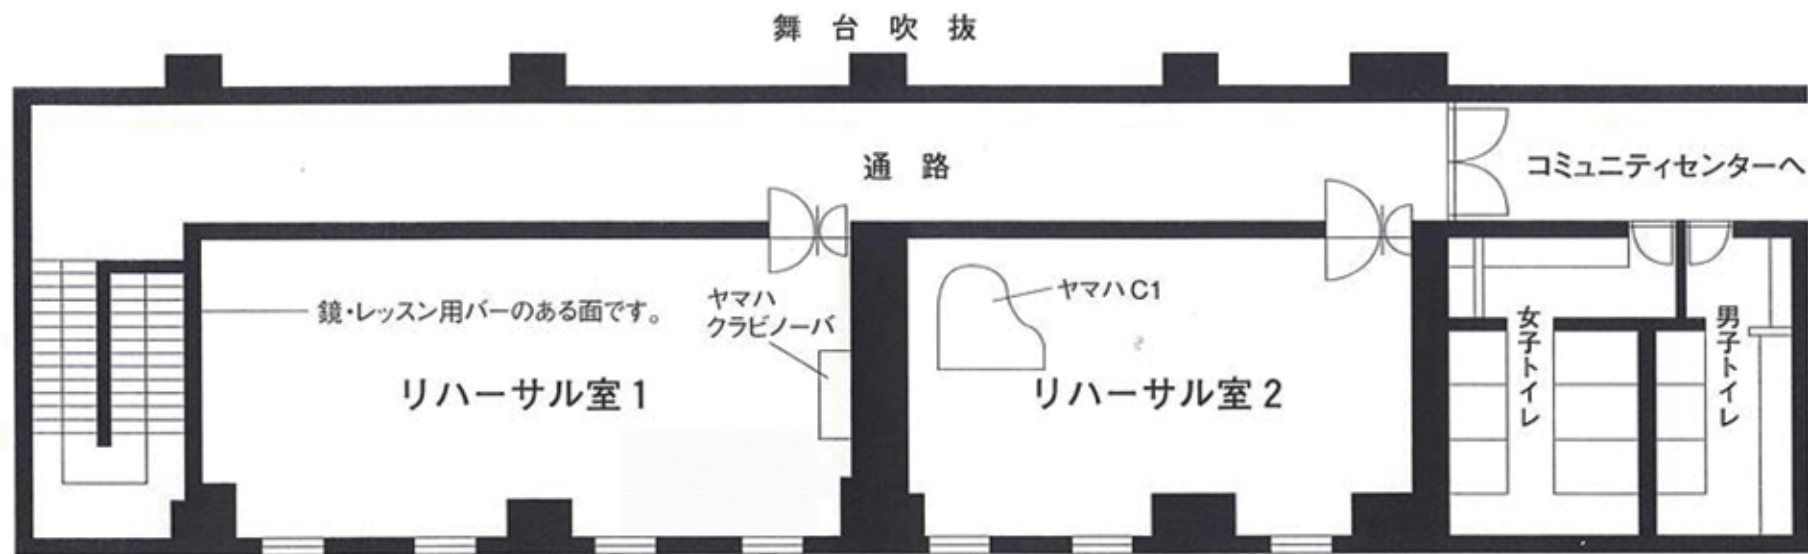 舞台吹抜
通路
コミュニティセンターへ
鏡・レッスン用バーのある面です。
ヤマハ
クラビノーバ
ヤマハC1
リハーサル室1
リハーサル室2
女子トイレ
男子トイレ